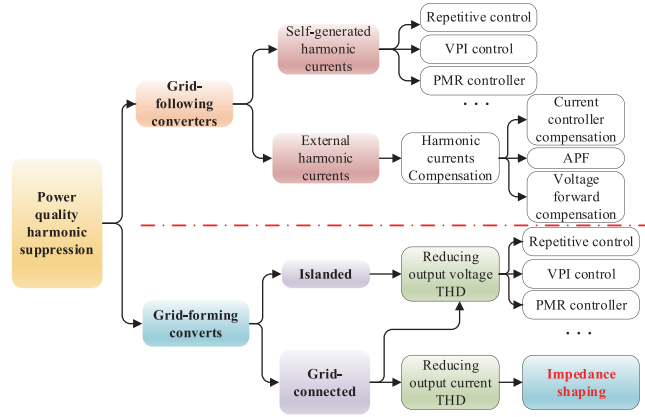 Power
quality
harmonic
suppression
Grid-
following
converters
Self-generated
harmonic
currents
Repetitive control
VPI control
PMR controller
. . .
External
harmonic
currents
Harmonic
currents
Compensation
Current
controller
compensation
APF
Voltage
forward
compensation
Grid-forming
converts
Islanded
Reducing
output voltage
THD
Repetitive control
VPI control
PMR controller
. . .
Grid-
connected
Reducing
output current
THD
Impedance
shaping